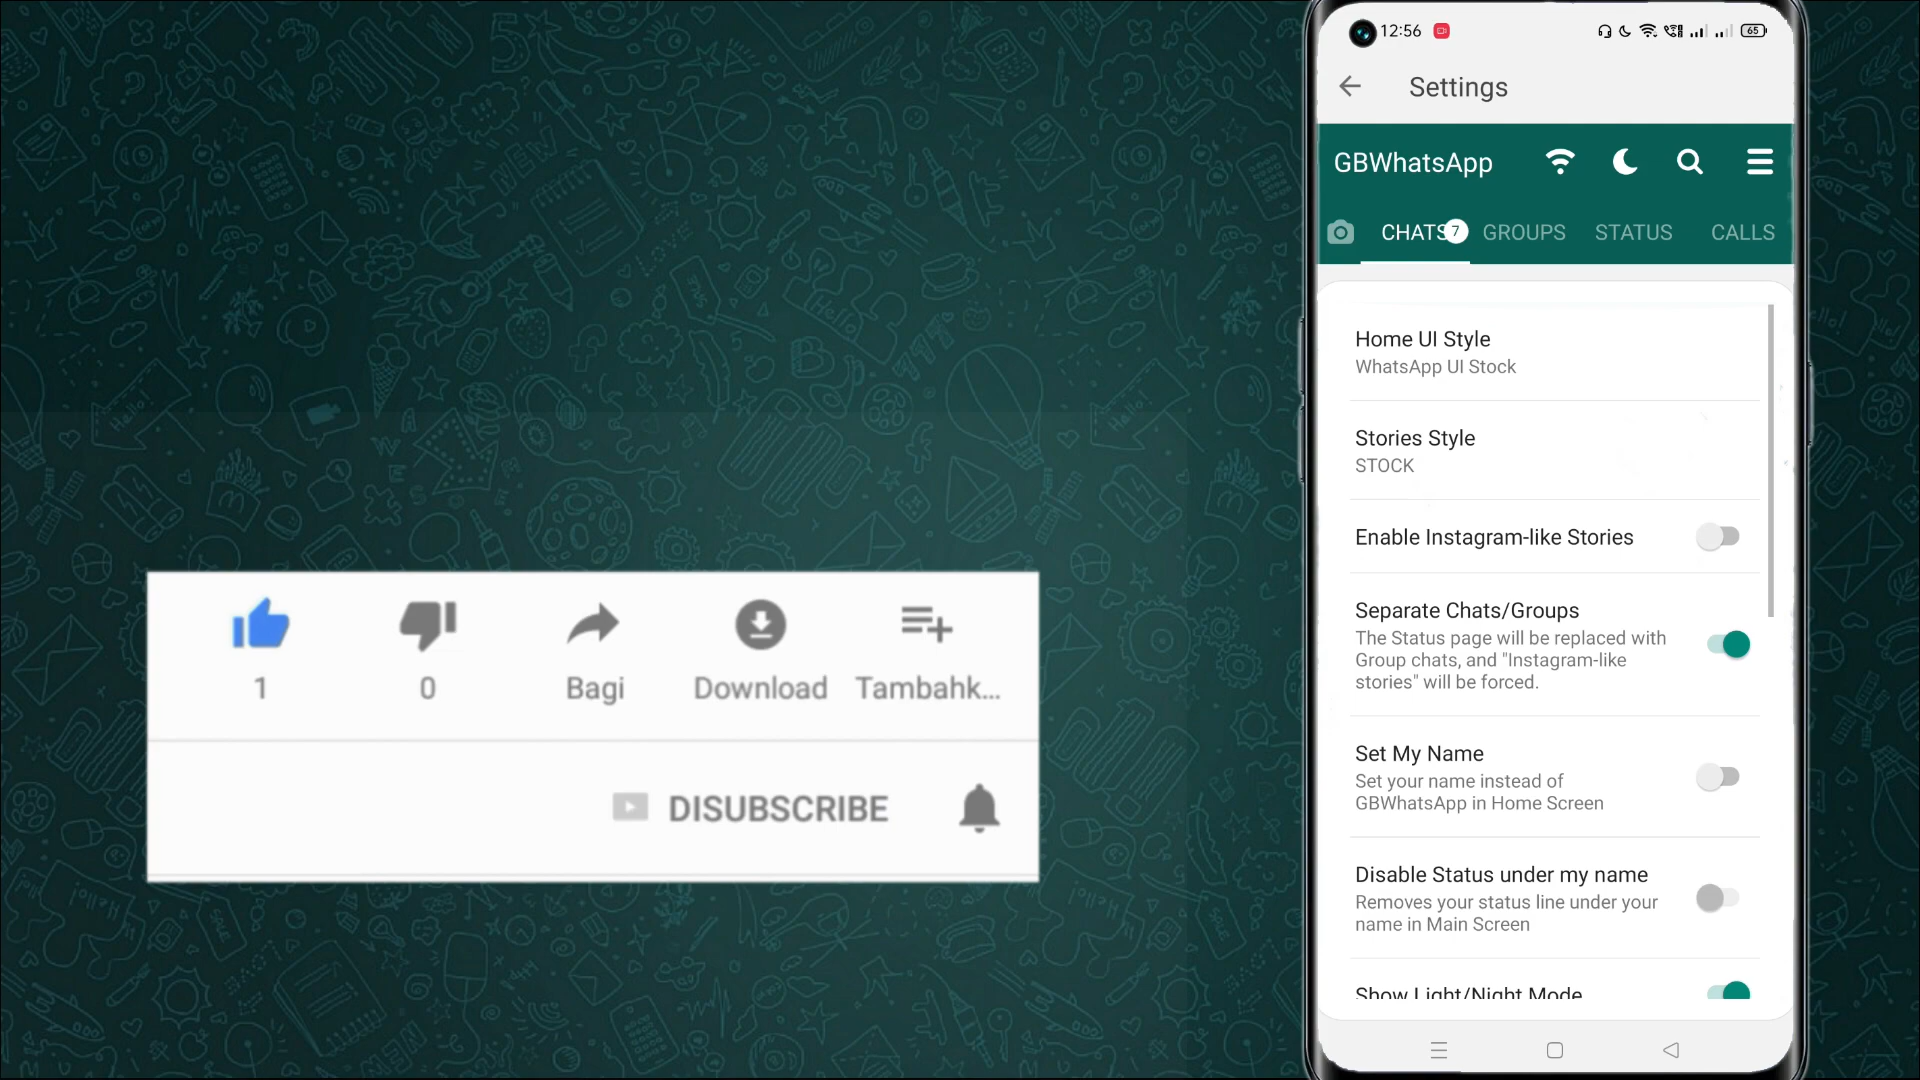 12:56
65
Settings
GBWhatsApp
CHATS 7 GROUPS STATUS CALLS
Home UI Style
WhatsApp UI Stock
Stories Style
STOCK
Enable Instagram-like Stories
Separate Chats/Groups
The Status page will be replaced with
Group chats, and "Instagram-like
stories" will be forced.
Set My Name
Set your name instead of
GBWhatsApp in Home Screen
Disable Status under my name
Removes your status line under your
name in Main Screen
Show Light/Night Mode
1 0 Bagi Download Tambahk...
DISUBSCRIBE